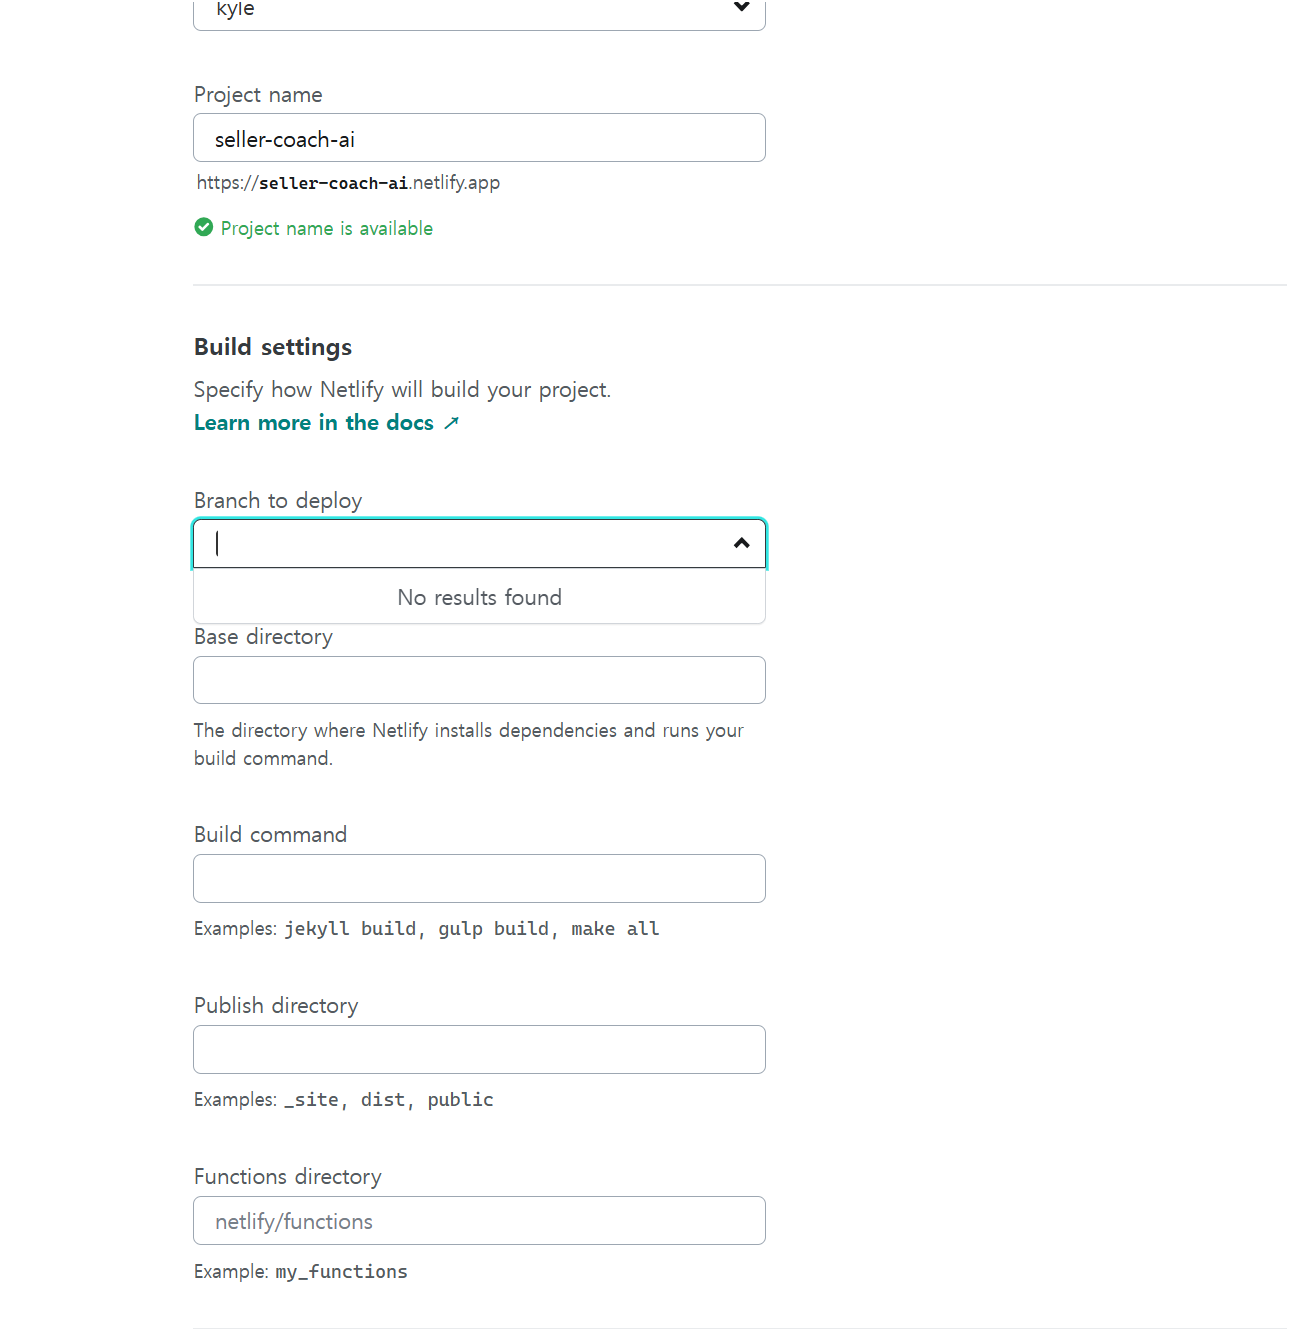 kyle
Project name
seller-coach-ai
https://seller-coach-ai.netlify.app
Project name is available
Build settings
Specify how Netlify will build your project.
Learn more in the docs ↗
Branch to deploy
No results found
Base directory
The directory where Netlify installs dependencies and runs your
build command.
Build command
Examples: jekyll build, gulp build, make all
Publish directory
Examples: _site, dist, public
Functions directory
netlify/functions
Example: my_functions